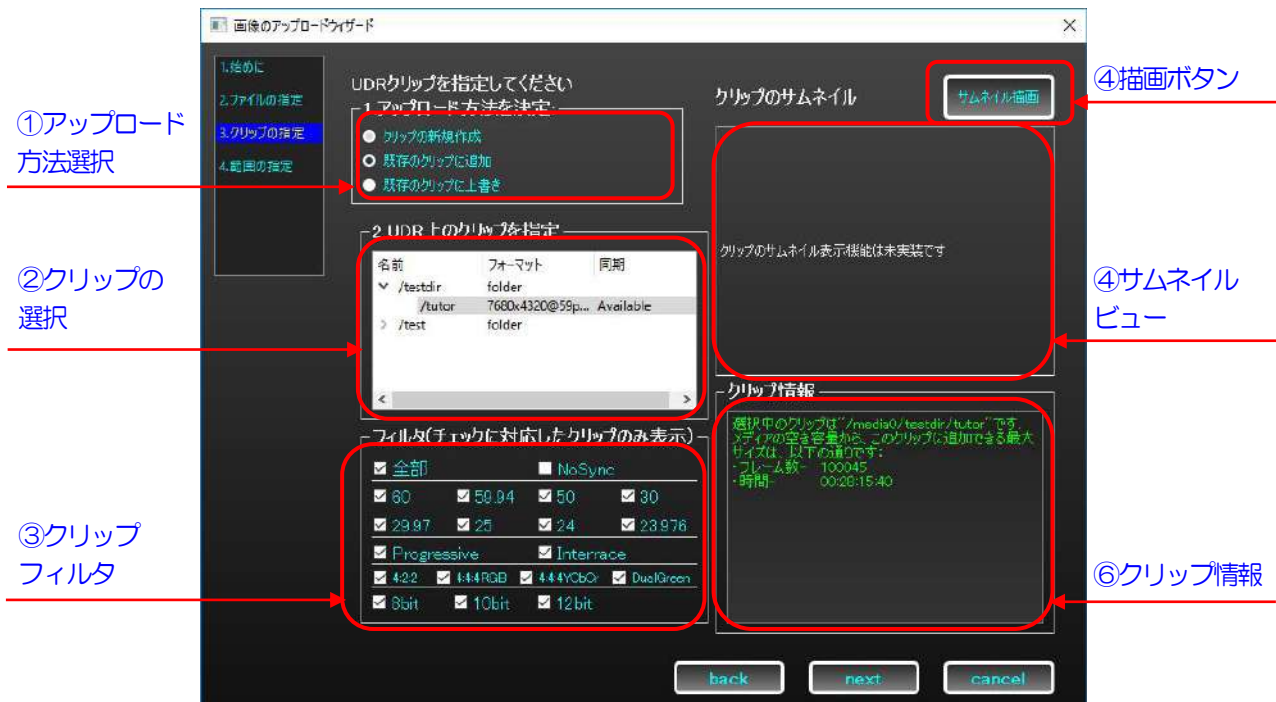 画像のアップロードウィザード
1.始めに
2.ファイルの指定
3.クリップの指定
4.範囲の指定
UDRクリップを指定してください
1.アップロード方法を決定
クリップの新規作成
既存のクリップに追加
既存のクリップに上書き
2.UDR上のクリップを指定
名前 フォーマット 同期
/testdir folder
/tutor 7680x4320@59p... Available
/test folder
フィルタ(チェックに対応したクリップのみ表示)
全部 NoSync
60 59.94 50 30
29.97 25 24 23.976
Progressive Interrace
4:2:2 4:4:4RGB 4:4:4YCbCr DualGreen
8bit 10bit 12bit
クリップのサムネイル
サムネイル描画
クリップのサムネイル表示機能は未実装です
クリップ情報
選択中のクリップは"/media0/testdir/tutor"です.
メディアの空き容量から、このクリップに追加できる最大
サイズは、以下の通りです:
-フレーム数- 100045
-時間- 00:28:15:40
back next cancel
①アップロード
方法選択
②クリップの
選択
③クリップ
フィルタ
④描画ボタン
④サムネイル
ビュー
⑥クリップ情報